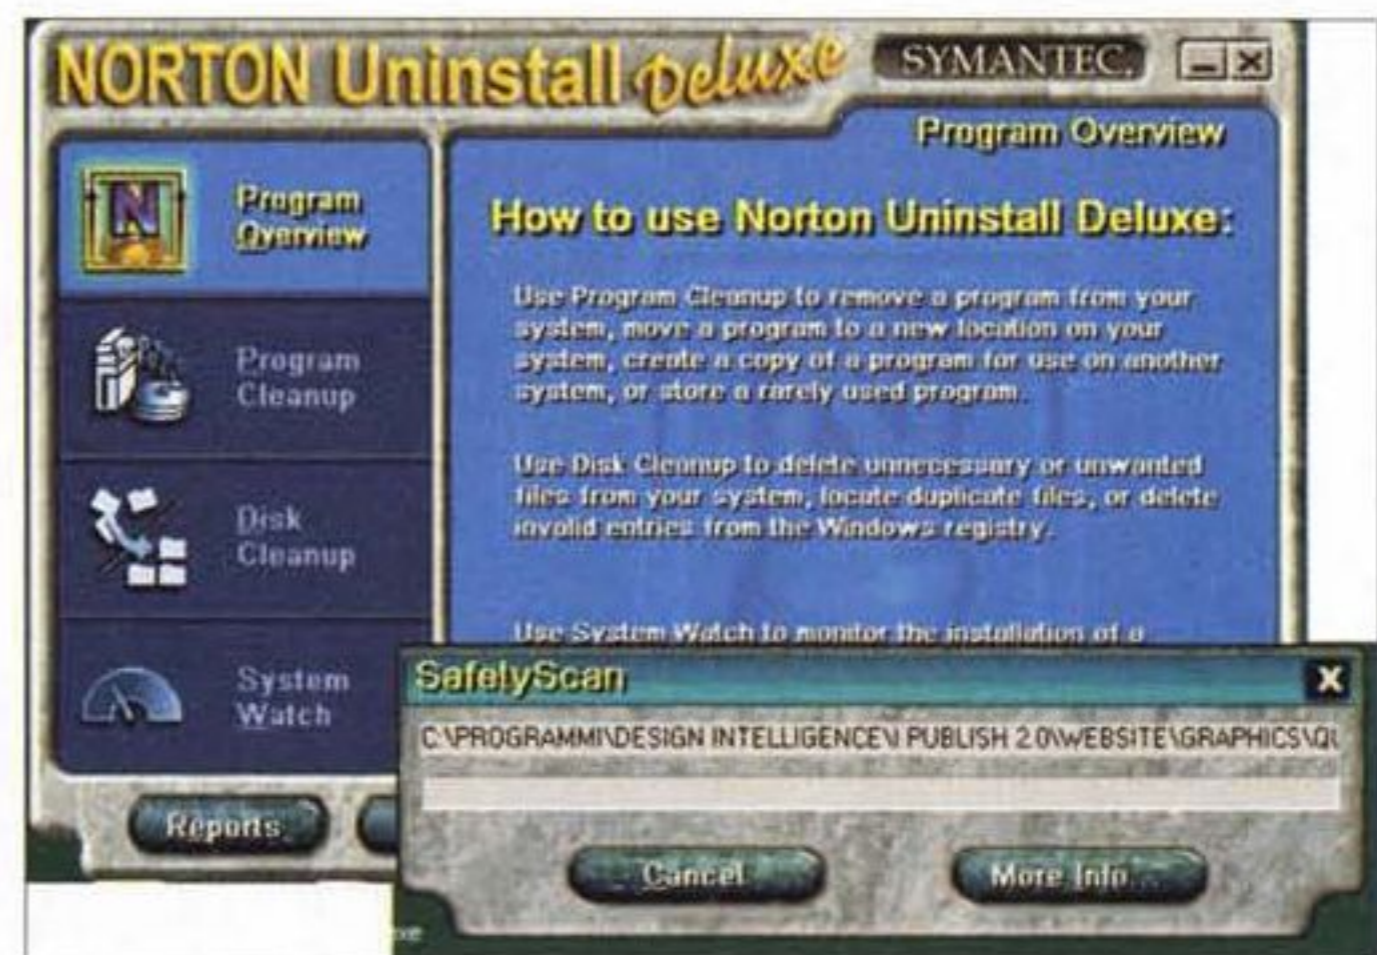 NORTON Uninstall Deluxe
SYMANTEC.
Program Overview
Program
Overview
Program
Cleanup
Disk
Cleanup
System
Watch
How to use Norton Uninstall Deluxe:
Use Program Cleanup to remove a program from your
system, move a program to a new location on your
system, create a copy of a program for use on another
system, or store a rarely used program.
Use Disk Cleanup to delete unnecessary or unwanted
files from your system, locate duplicate files, or delete
invalid entries from the Windows registry.
Use System Watch to monitor the installation of a
Reports
SafelyScan
C:\PROGRAMMI\DESIGN INTELLIGENCE\I PUBLISH 2.0\WEBSITE\GRAPHICS\
Cancel
More Info...